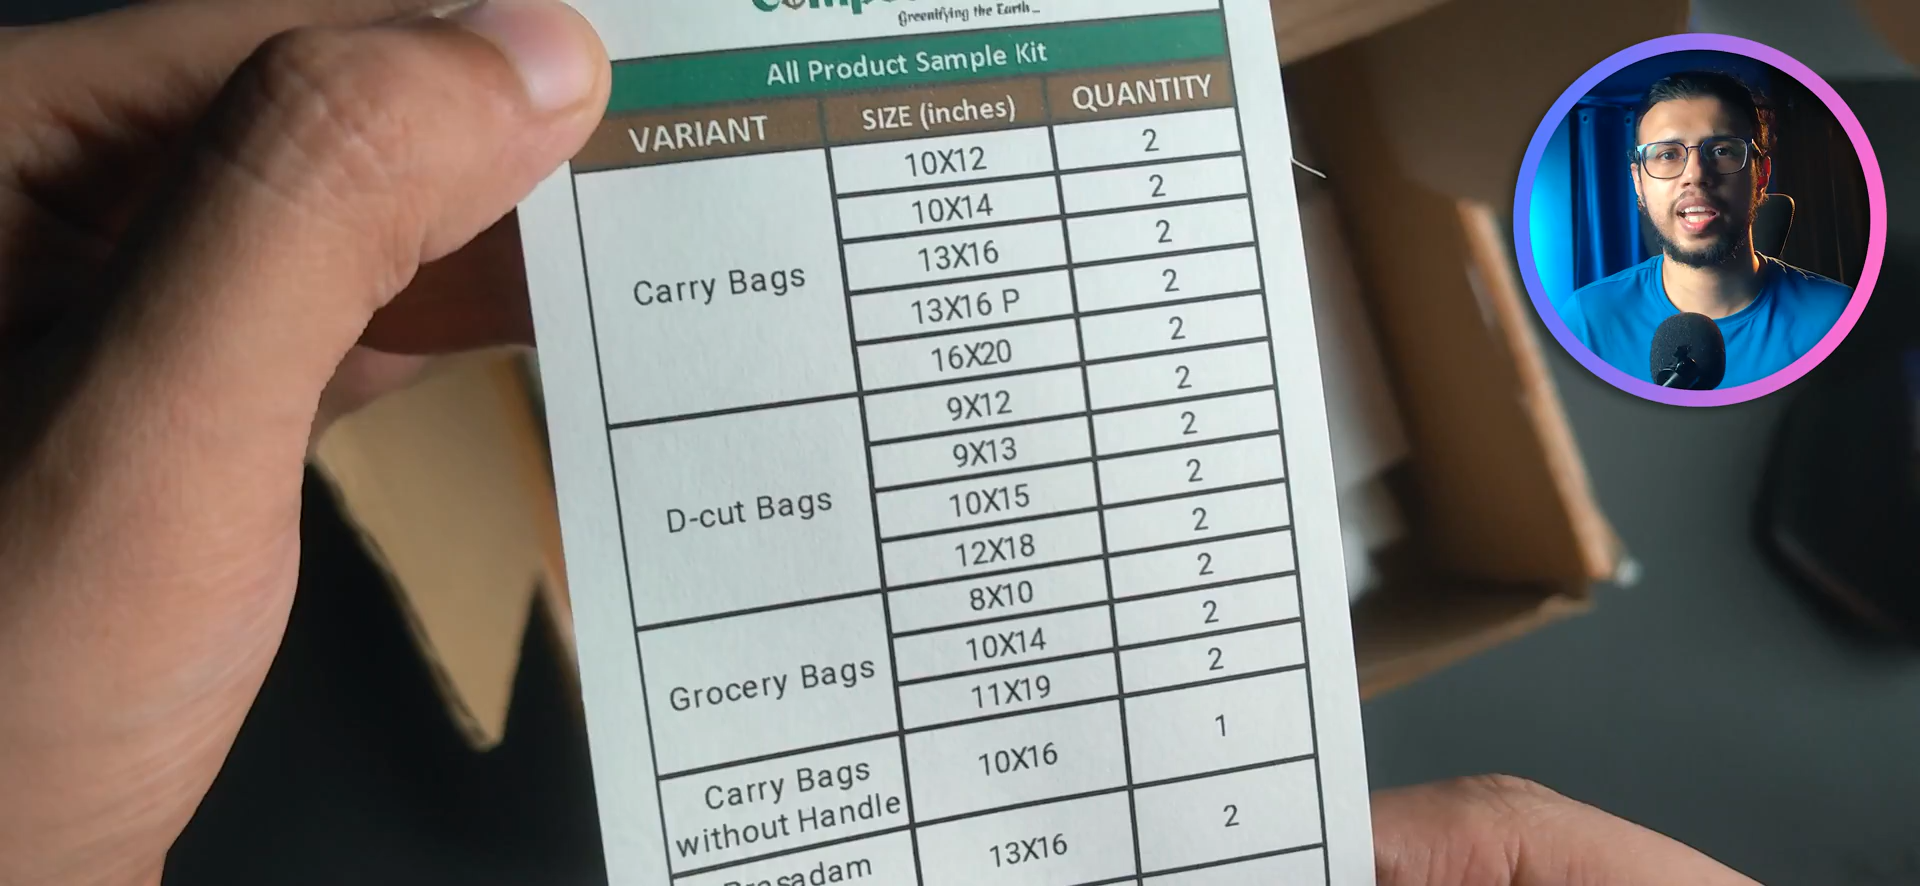 Greenifying the Earth...
All Product Sample Kit
VARIANT SIZE (inches) QUANTITY
Carry Bags
10X12 2
10X14 2
13X16 2
13X16 P 2
16X20 2
D-cut Bags
9X12 2
9X13 2
10X15 2
12X18 2
Grocery Bags
8X10 2
10X14 2
11X19 2
Carry Bags
without Handle
10X16 1
13X16 2